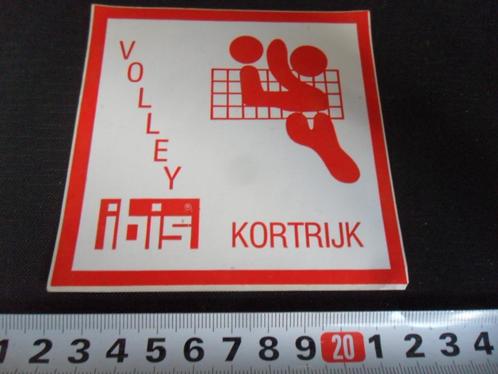 VOLLEY
ibis
KORTRIJK
1 2 3 4 5 6 7 8 9 20 1 2 3 4